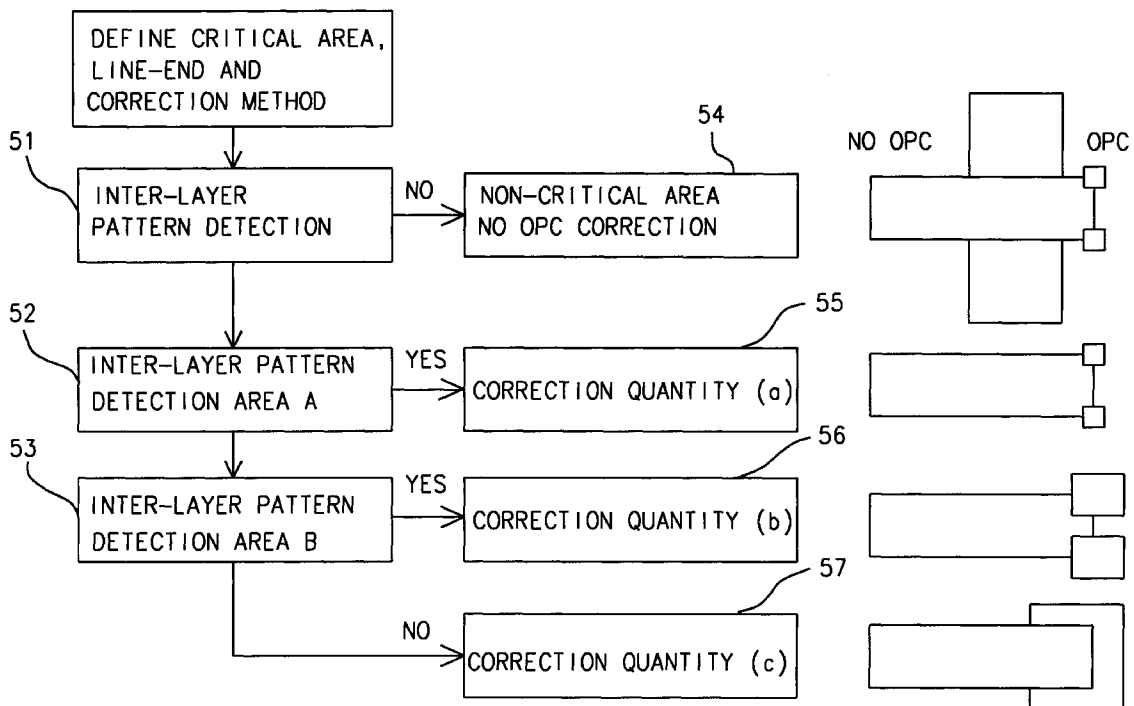 DEFINE CRITICAL AREA,
LINE-END AND
CORRECTION METHOD
51
INTER-LAYER
PATTERN DETECTION
NO
54
NON-CRITICAL AREA
NO OPC CORRECTION
NO OPC
OPC
52
INTER-LAYER PATTERN
DETECTION AREA A
YES
55
CORRECTION QUANTITY (a)
53
INTER-LAYER PATTERN
DETECTION AREA B
YES
56
CORRECTION QUANTITY (b)
NO
57
CORRECTION QUANTITY (c)